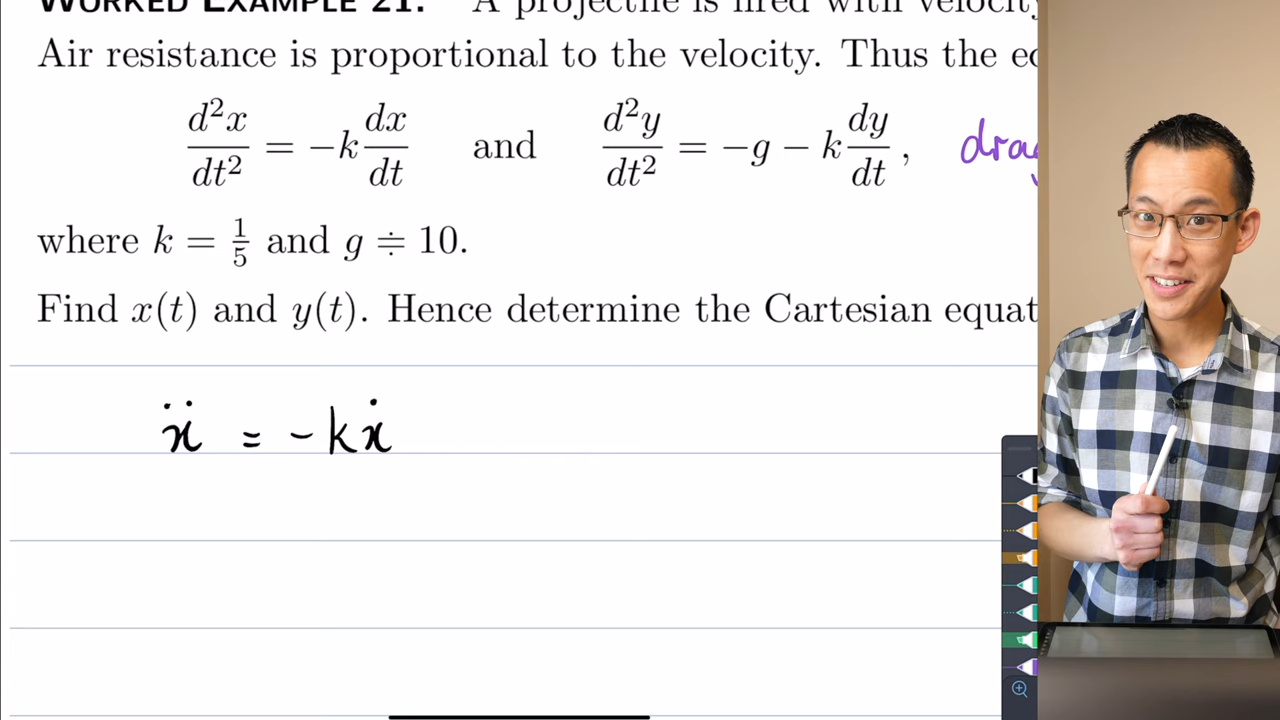 WORKED EXAMPLE 21: A projectile is fired with velocity
Air resistance is proportional to the velocity. Thus the
d²x/dt² = −k dx/dt and d²y/dt² = −g − k dy/dt ,
where k = 1/5 and g ≑ 10.
Find x(t) and y(t). Hence determine the Cartesian
ẍ = −kẋ